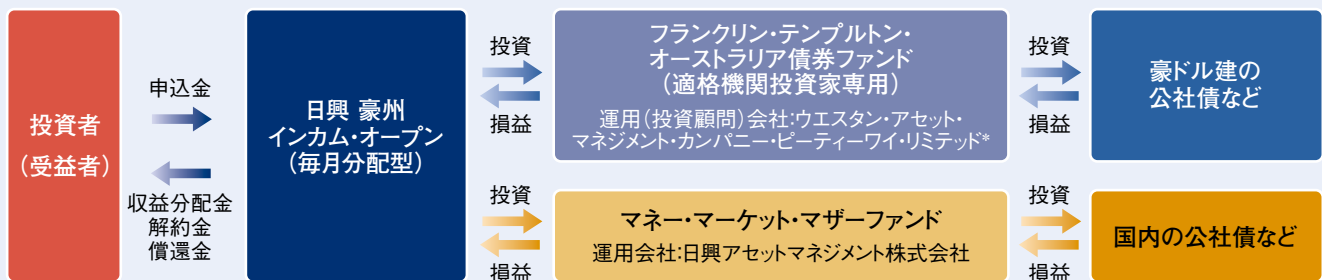 投資者
（受益者）
申込金
収益分配金
解約金
償還金
日興 豪州
インカム・オープン
（毎月分配型）
投資
損益
フランクリン・テンプルトン・
オーストラリア債券ファンド
（適格機関投資家専用）
運用（投資顧問）会社：ウエスタン・アセット・
マネジメント・カンパニー・ピーティーワイ・リミテッド*
投資
損益
豪ドル建の
公社債など
投資
損益
マネー・マーケット・マザーファンド
運用会社：日興アセットマネジメント株式会社
投資
損益
国内の公社債など